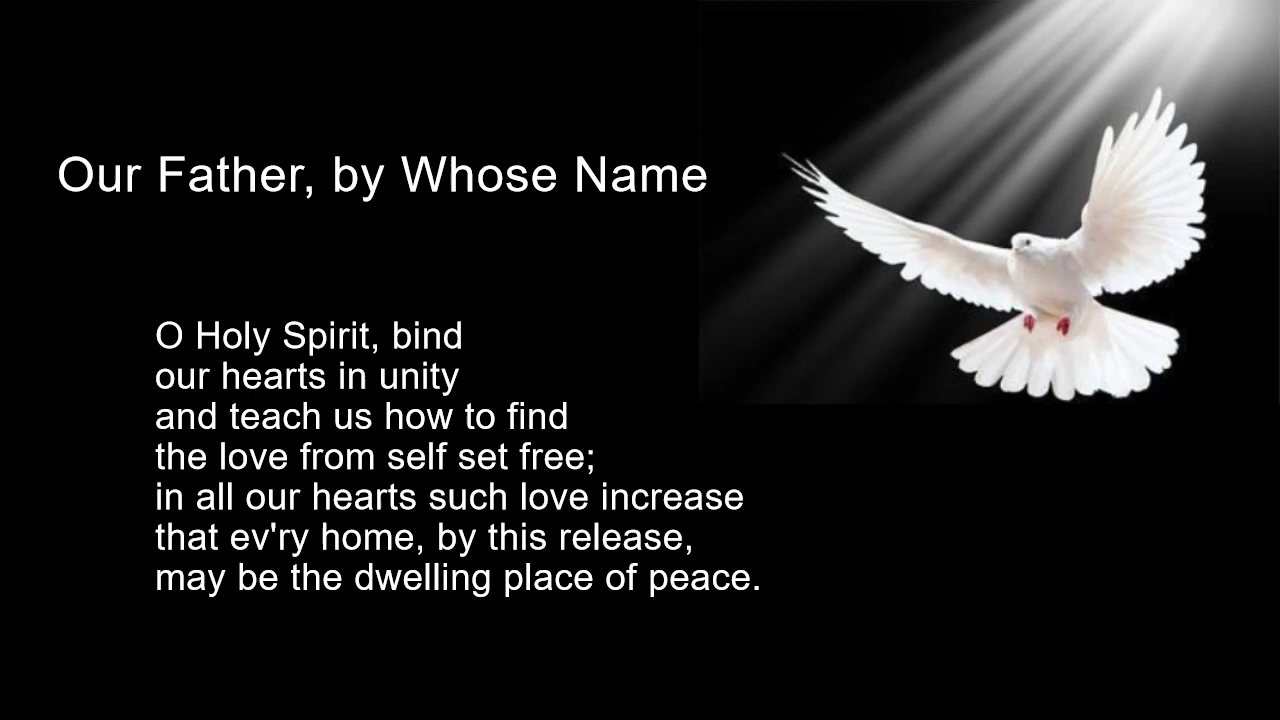 Our Father, by Whose Name
O Holy Spirit, bind
our hearts in unity
and teach us how to find
the love from self set free;
in all our hearts such love increase
that ev'ry home, by this release,
may be the dwelling place of peace.